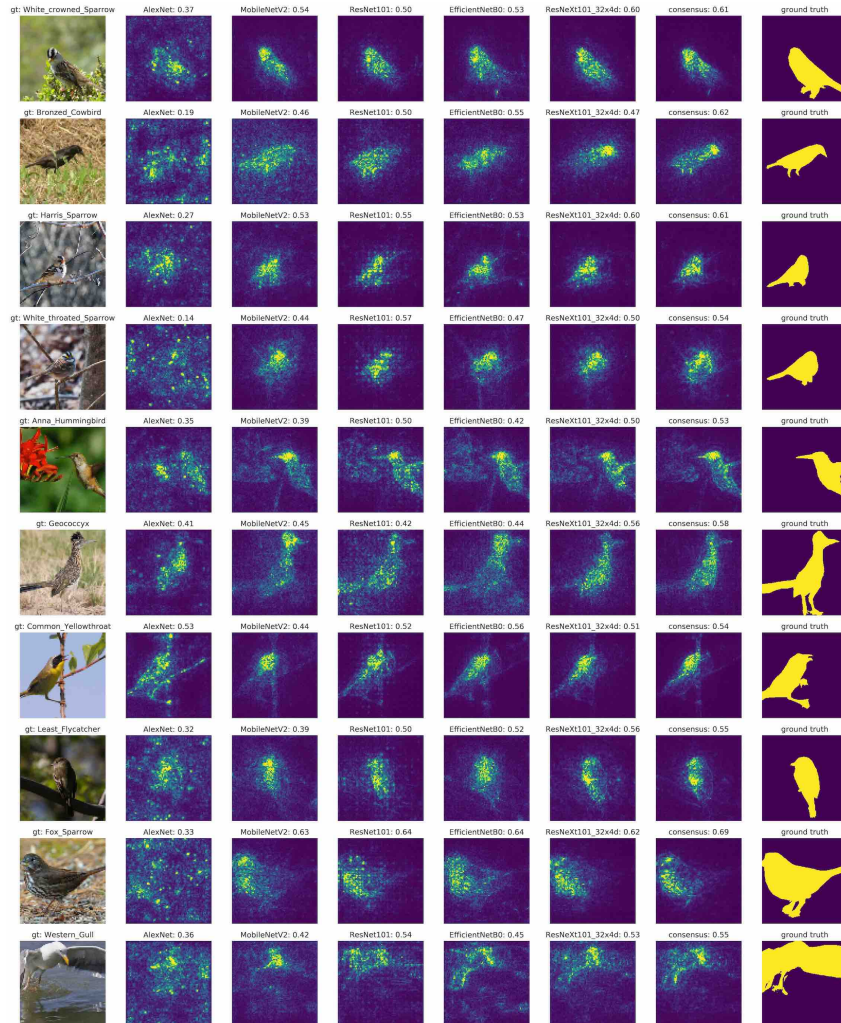 gt: White_crowned_Sparrow AlexNet: 0.37 MobileNetV2: 0.54 ResNet101: 0.50 EfficientNetB0: 0.53 ResNeXt101_32x4d: 0.60 consensus: 0.61 ground truth
gt: Bronzed_Cowbird AlexNet: 0.19 MobileNetV2: 0.46 ResNet101: 0.50 EfficientNetB0: 0.55 ResNeXt101_32x4d: 0.47 consensus: 0.62 ground truth
gt: Harris_Sparrow AlexNet: 0.27 MobileNetV2: 0.53 ResNet101: 0.55 EfficientNetB0: 0.53 ResNeXt101_32x4d: 0.60 consensus: 0.61 ground truth
gt: White_throated_Sparrow AlexNet: 0.14 MobileNetV2: 0.44 ResNet101: 0.57 EfficientNetB0: 0.47 ResNeXt101_32x4d: 0.50 consensus: 0.54 ground truth
gt: Anna_Hummingbird AlexNet: 0.35 MobileNetV2: 0.39 ResNet101: 0.50 EfficientNetB0: 0.42 ResNeXt101_32x4d: 0.50 consensus: 0.53 ground truth
gt: Geococcyx AlexNet: 0.41 MobileNetV2: 0.45 ResNet101: 0.42 EfficientNetB0: 0.44 ResNeXt101_32x4d: 0.56 consensus: 0.58 ground truth
gt: Common_Yellowthroat AlexNet: 0.53 MobileNetV2: 0.44 ResNet101: 0.52 EfficientNetB0: 0.56 ResNeXt101_32x4d: 0.51 consensus: 0.54 ground truth
gt: Least_Flycatcher AlexNet: 0.32 MobileNetV2: 0.39 ResNet101: 0.50 EfficientNetB0: 0.52 ResNeXt101_32x4d: 0.56 consensus: 0.55 ground truth
gt: Fox_Sparrow AlexNet: 0.33 MobileNetV2: 0.63 ResNet101: 0.64 EfficientNetB0: 0.64 ResNeXt101_32x4d: 0.62 consensus: 0.69 ground truth
gt: Western_Gull AlexNet: 0.36 MobileNetV2: 0.42 ResNet101: 0.54 EfficientNetB0: 0.45 ResNeXt101_32x4d: 0.53 consensus: 0.55 ground truth